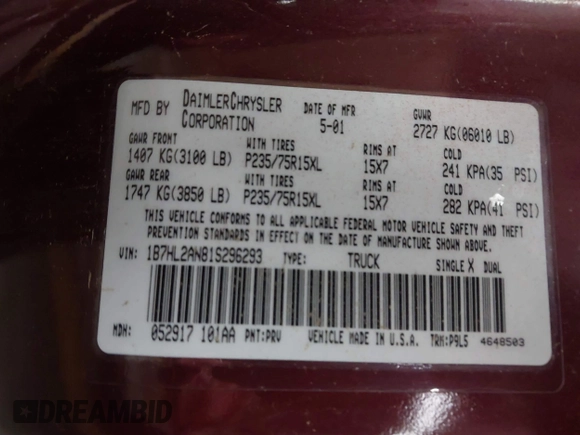 MFD BY DAIMLERCHRYSLER CORPORATION DATE OF MFR 5-01 GVWR 2727 KG(06010 LB)
GAWR FRONT WITH TIRES RIMS AT COLD
1407 KG(3100 LB) P235/75R15XL 15X7 241 KPA(35 PSI)
GAWR REAR WITH TIRES RIMS AT COLD
1747 KG(3850 LB) P235/75R15XL 15X7 282 KPA(41 PSI)
THIS VEHICLE CONFORMS TO ALL APPLICABLE FEDERAL MOTOR VEHICLE SAFETY AND THEFT
PREVENTION STANDARDS IN EFFECT ON THE DATE OF MANUFACTURE SHOWN ABOVE.
VIN: 1B7HL2AN81S296293 TYPE: TRUCK SINGLE X DUAL
MDH: 052917 101AA PNT:PRV VEHICLE MADE IN U.S.A. TRM:P9L5 4648503
DREAMBID